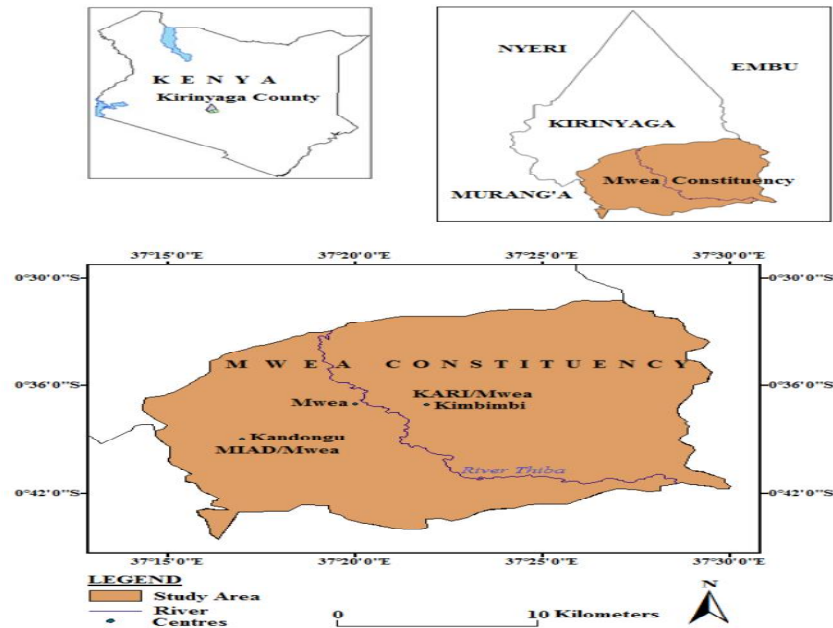 K E N Y A
Kirinyaga County
NYERI
EMBU
KIRINYAGA
Mwea Constituency
MURANG'A
37°15'0"E 37°20'0"E 37°25'0"E 37°30'0"E
0°30'0"S 0°30'0"S
M W E A C O N S T I T U E N C Y
0°36'0"S 0°36'0"S
KARI/Mwea
Mwea
Kimbimbi
Kandongu
MIAD/Mwea
River Thiba
0°42'0"S 0°42'0"S
37°15'0"E 37°20'0"E 37°25'0"E 37°30'0"E
LEGEND
Study Area
River
Centres
0 10 Kilometers
N